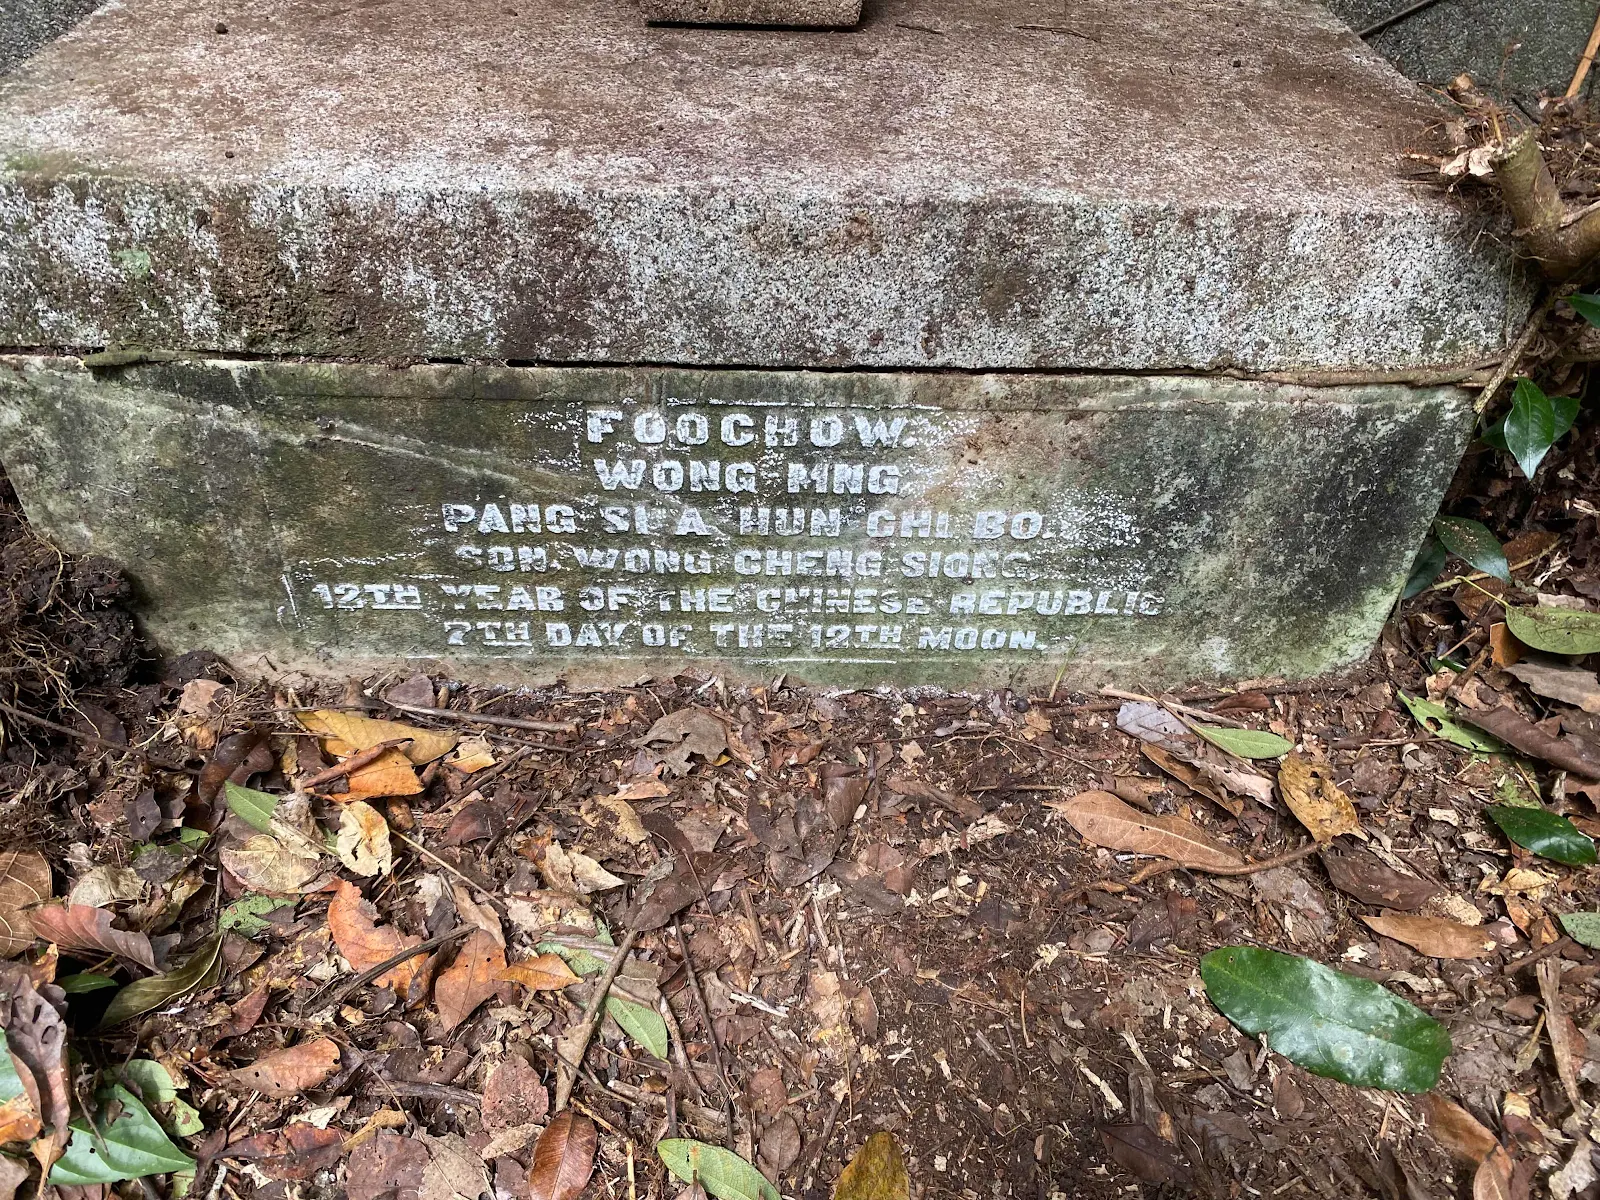 FOOCHOW.
WONG MNG.
PANG SI A. HUN CHI BO.
SON. WONG CHENG SIONG.
12TH YEAR OF THE CHINESE REPUBLIC
7TH DAY OF THE 12TH MOON.